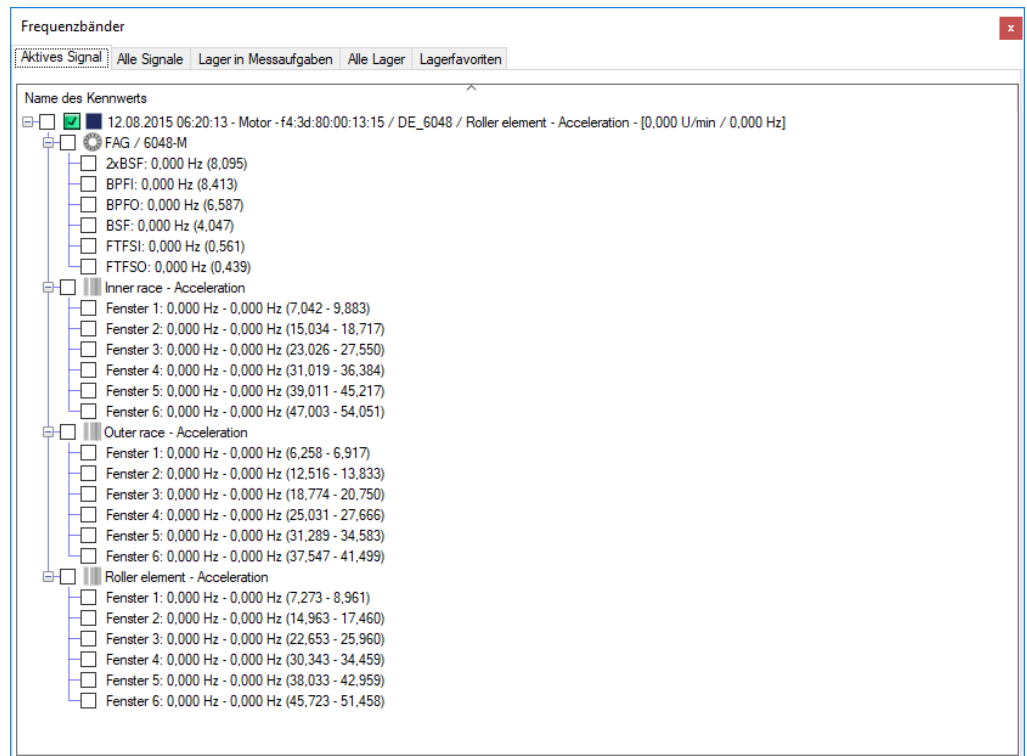 Frequenzbänder
x
Aktives Signal Alle Signale Lager in Messaufgaben Alle Lager Lagerfavoriten
Name des Kennwerts
12.08.2015 06:20:13 - Motor - f4:3d:80:00:13:15 / DE_6048 / Roller element - Acceleration - [0,000 U/min / 0,000 Hz]
FAG / 6048-M
2xBSF: 0,000 Hz (8,095)
BPFI: 0,000 Hz (8,413)
BPFO: 0,000 Hz (6,587)
BSF: 0,000 Hz (4,047)
FTFSI: 0,000 Hz (0,561)
FTFSO: 0,000 Hz (0,439)
Inner race - Acceleration
Fenster 1: 0,000 Hz - 0,000 Hz (7,042 - 9,883)
Fenster 2: 0,000 Hz - 0,000 Hz (15,034 - 18,717)
Fenster 3: 0,000 Hz - 0,000 Hz (23,026 - 27,550)
Fenster 4: 0,000 Hz - 0,000 Hz (31,019 - 36,384)
Fenster 5: 0,000 Hz - 0,000 Hz (39,011 - 45,217)
Fenster 6: 0,000 Hz - 0,000 Hz (47,003 - 54,051)
Outer race - Acceleration
Fenster 1: 0,000 Hz - 0,000 Hz (6,258 - 6,917)
Fenster 2: 0,000 Hz - 0,000 Hz (12,516 - 13,833)
Fenster 3: 0,000 Hz - 0,000 Hz (18,774 - 20,750)
Fenster 4: 0,000 Hz - 0,000 Hz (25,031 - 27,666)
Fenster 5: 0,000 Hz - 0,000 Hz (31,289 - 34,583)
Fenster 6: 0,000 Hz - 0,000 Hz (37,547 - 41,499)
Roller element - Acceleration
Fenster 1: 0,000 Hz - 0,000 Hz (7,273 - 8,961)
Fenster 2: 0,000 Hz - 0,000 Hz (14,963 - 17,460)
Fenster 3: 0,000 Hz - 0,000 Hz (22,653 - 25,960)
Fenster 4: 0,000 Hz - 0,000 Hz (30,343 - 34,459)
Fenster 5: 0,000 Hz - 0,000 Hz (38,033 - 42,959)
Fenster 6: 0,000 Hz - 0,000 Hz (45,723 - 51,458)